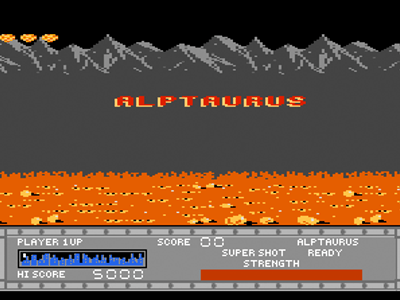 ALPTAURUS
PLAYER 1UP SCORE 00 ALPTAURUS
SUPER SHOT READY
STRENGTH
HI SCORE 5000